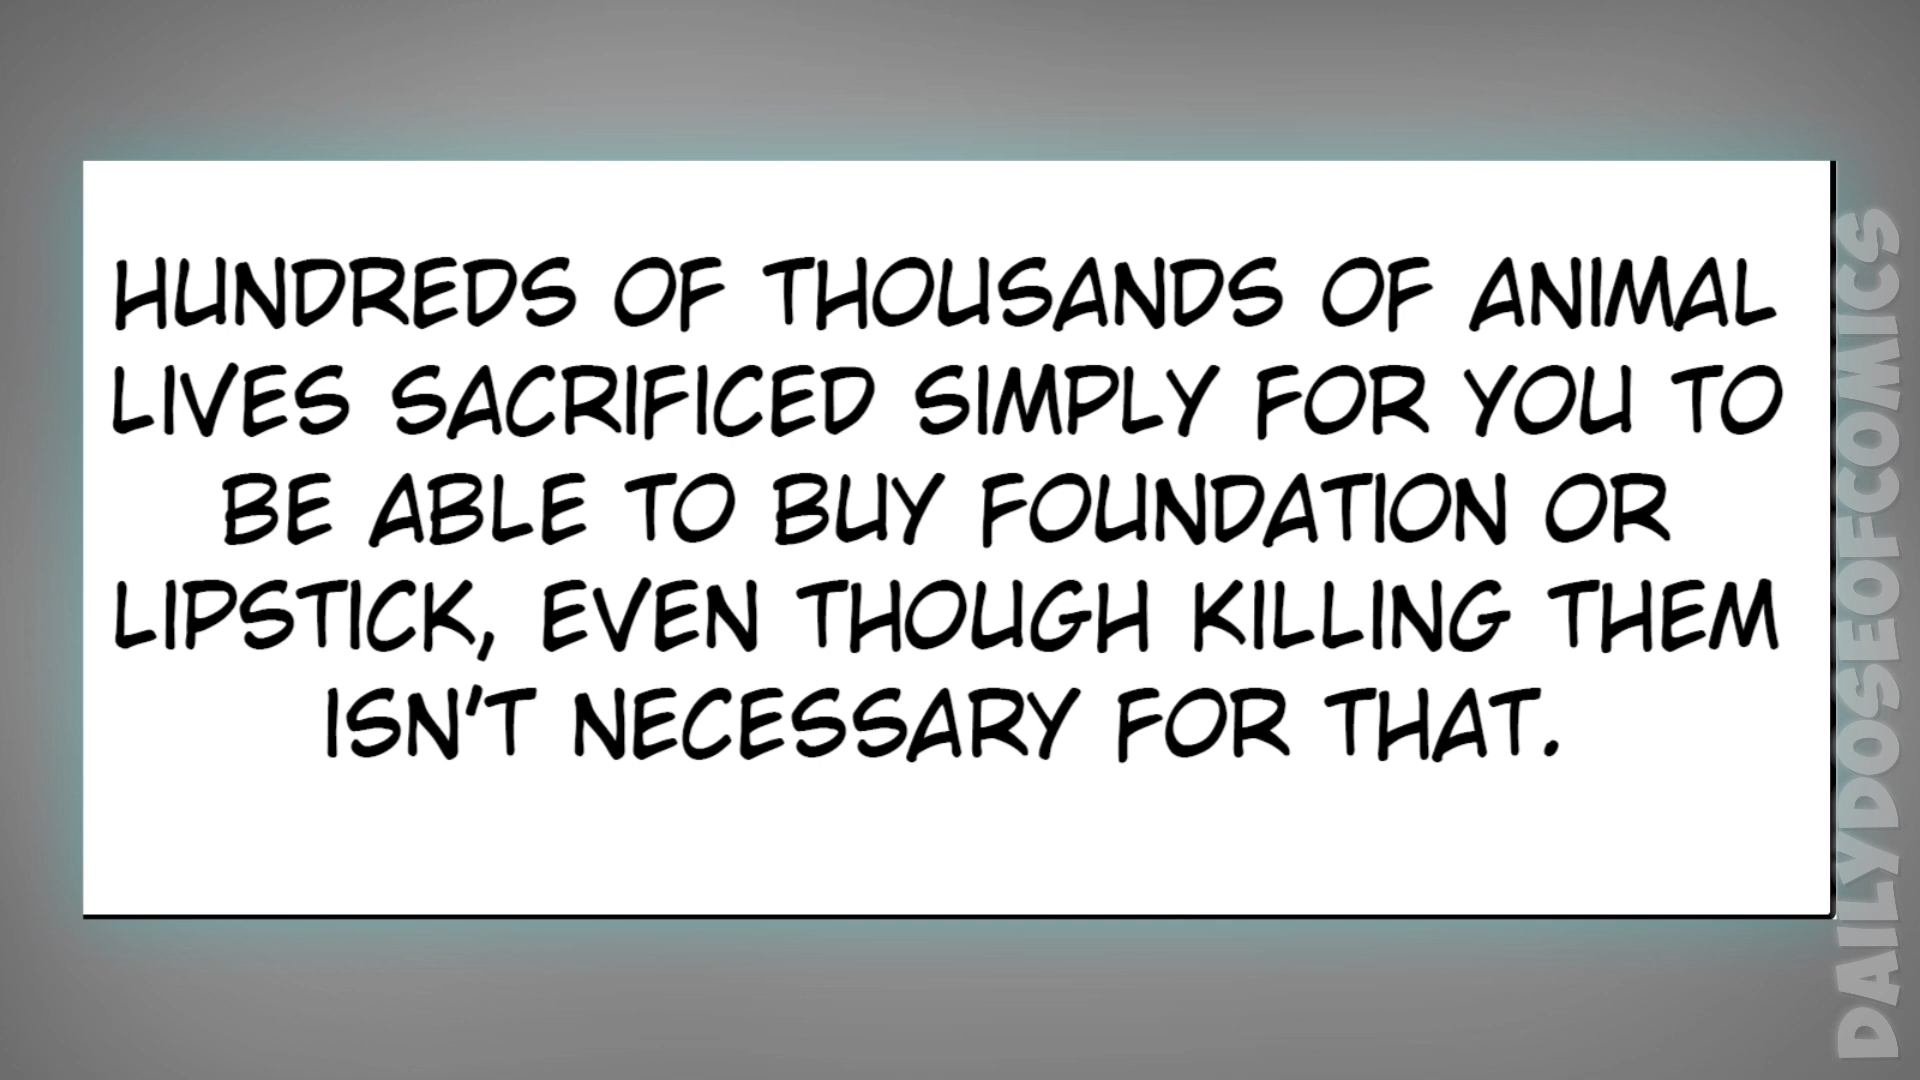 HUNDREDS OF THOUSANDS OF ANIMAL
LIVES SACRIFICED SIMPLY FOR YOU TO
BE ABLE TO BUY FOUNDATION OR
LIPSTICK, EVEN THOUGH KILLING THEM
ISN'T NECESSARY FOR THAT.
DAILYDOSEOFCOMICS